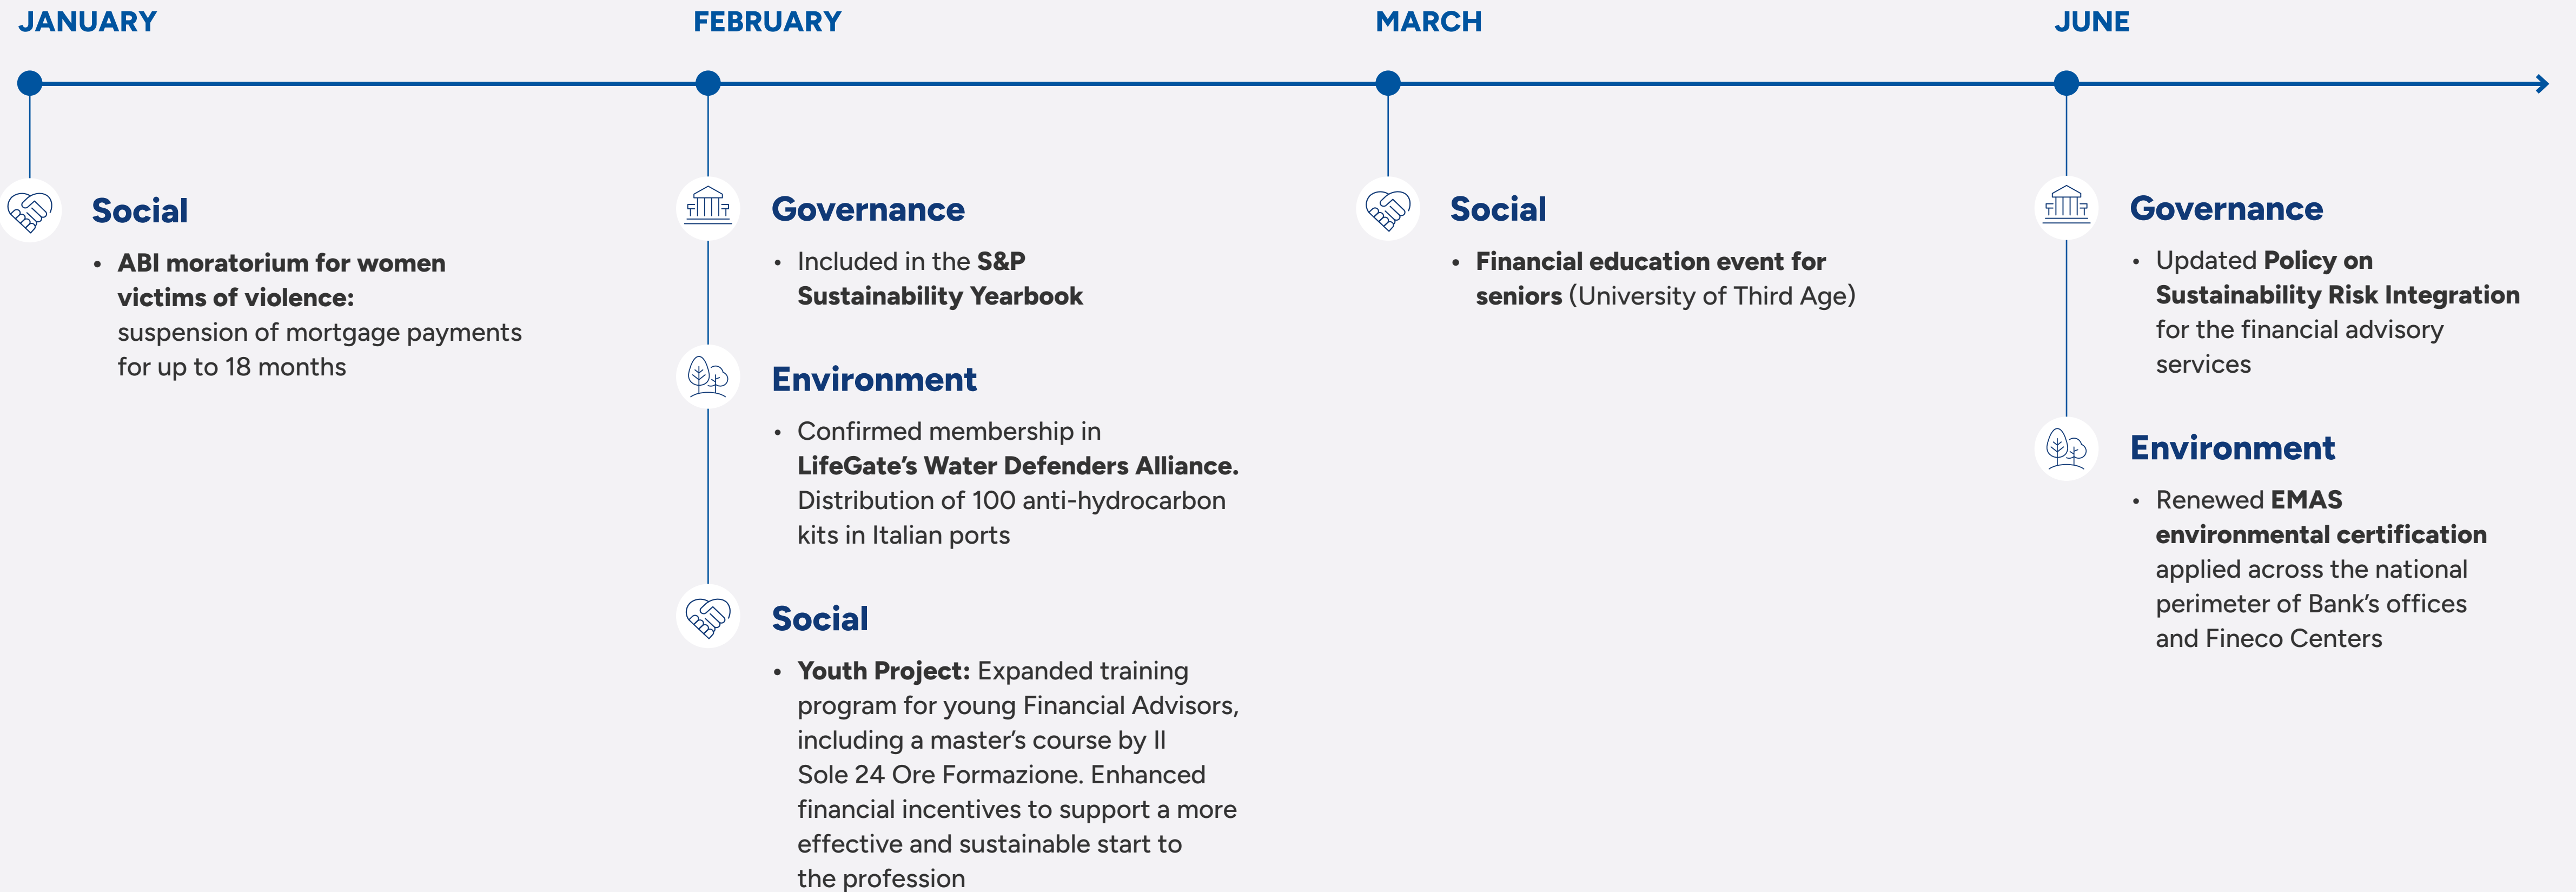 JANUARY
Social
• ABI moratorium for women
victims of violence:
suspension of mortgage payments
for up to 18 months
FEBRUARY
Governance
• Included in the S&P
Sustainability Yearbook
Environment
• Confirmed membership in
LifeGate’s Water Defenders Alliance.
Distribution of 100 anti-hydrocarbon
kits in Italian ports
Social
• Youth Project: Expanded training
program for young Financial Advisors,
including a master’s course by Il
Sole 24 Ore Formazione. Enhanced
financial incentives to support a more
effective and sustainable start to
the profession
MARCH
Social
• Financial education event for
seniors (University of Third Age)
JUNE
Governance
• Updated Policy on
Sustainability Risk Integration
for the financial advisory
services
Environment
• Renewed EMAS
environmental certification
applied across the national
perimeter of Bank’s offices
and Fineco Centers